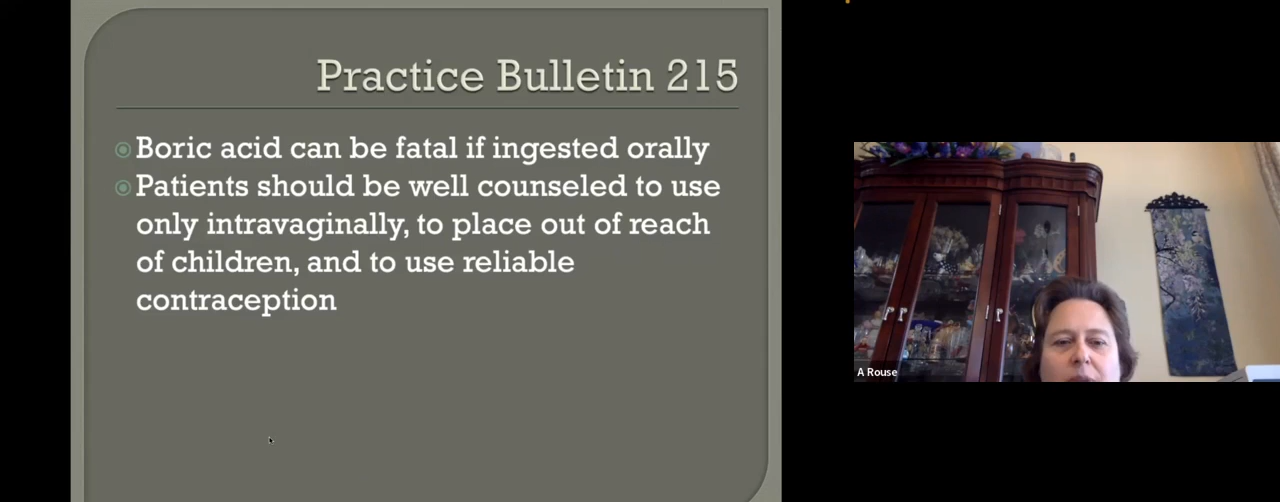 Practice Bulletin 215
Boric acid can be fatal if ingested orally
Patients should be well counseled to use
only intravaginally, to place out of reach
of children, and to use reliable
contraception
A Rouse